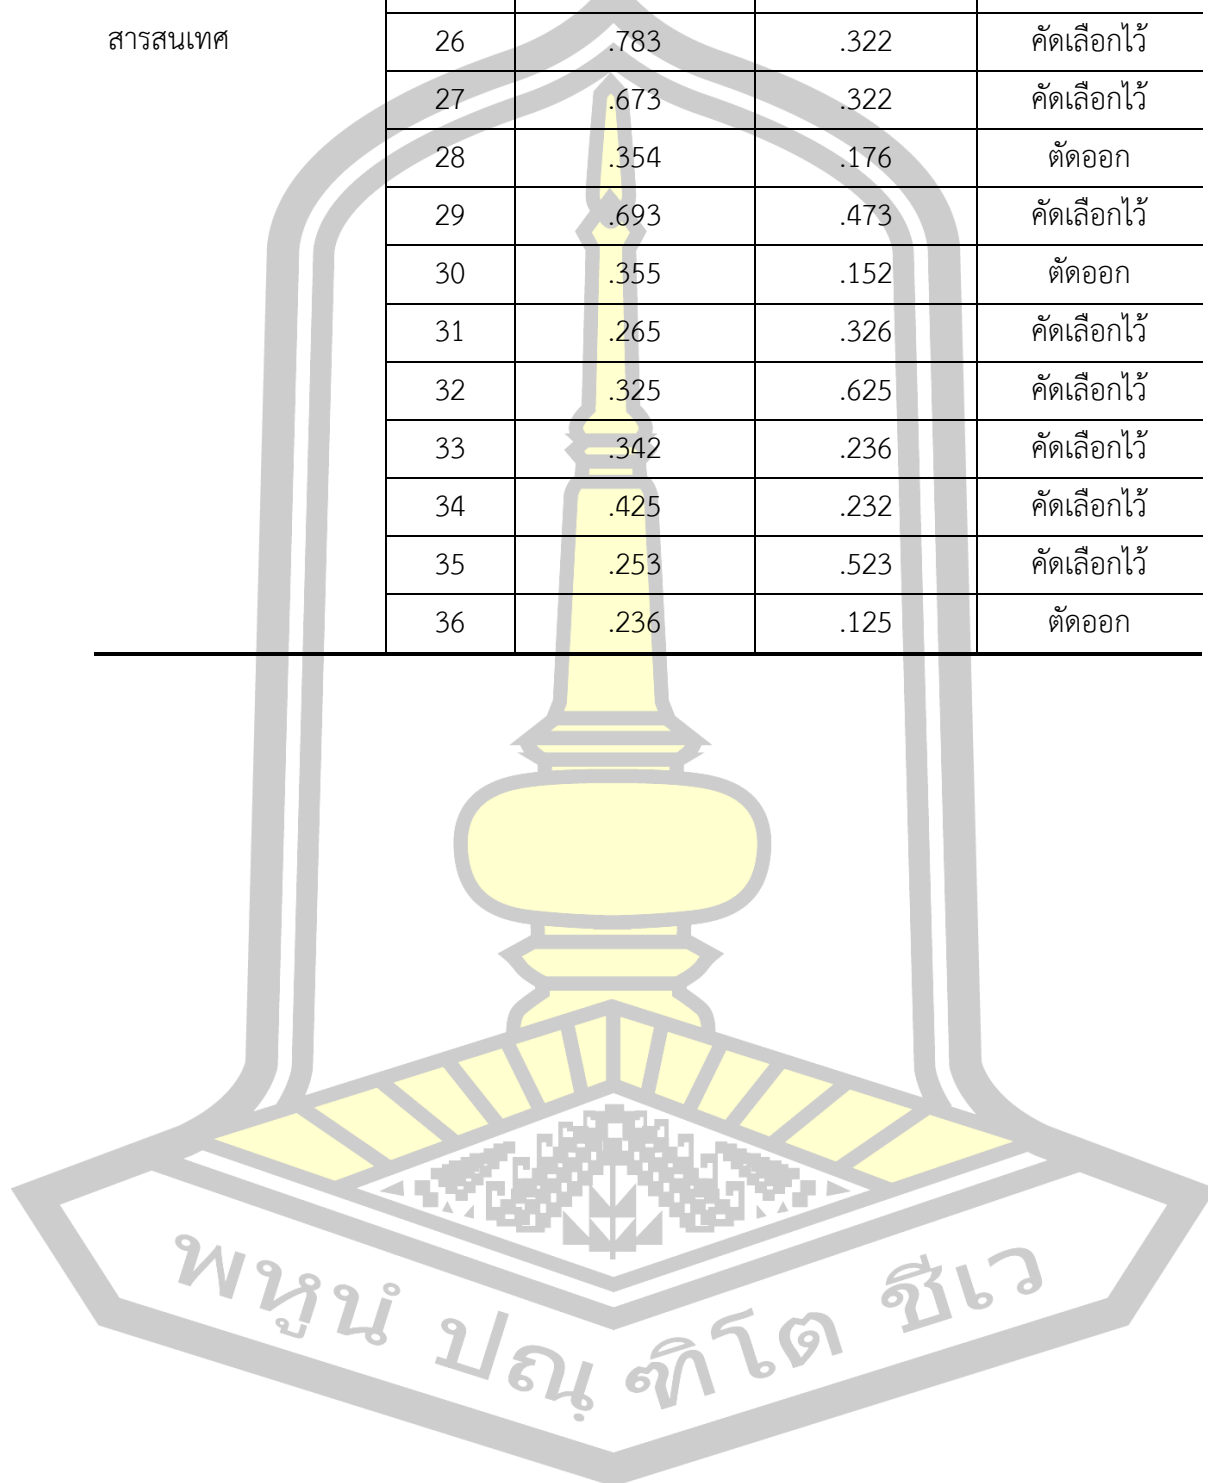 สารสนเทศ 26 .783 .322 คัดเลือกไว้
27 .673 .322 คัดเลือกไว้
28 .354 .176 ตัดออก
29 .693 .473 คัดเลือกไว้
30 .355 .152 ตัดออก
31 .265 .326 คัดเลือกไว้
32 .325 .625 คัดเลือกไว้
33 .342 .236 คัดเลือกไว้
34 .425 .232 คัดเลือกไว้
35 .253 .523 คัดเลือกไว้
36 .236 .125 ตัดออก
พหูนํ ปณฺฑิโต ชีเว